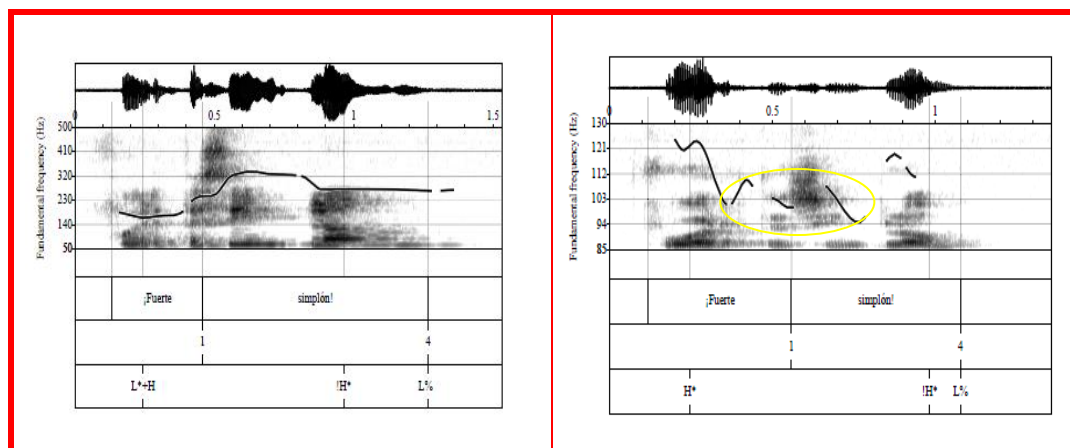 0 0.5 1 1.5
Fundamental frequency (Hz)
500
410
320
230
140
50
¡Fuerte simplón!
1 4
L*+H !H* L%
0 0.5 1
Fundamental frequency (Hz)
130
121
112
103
94
85
¡Fuerte simplón!
1 4
H* !H* L%